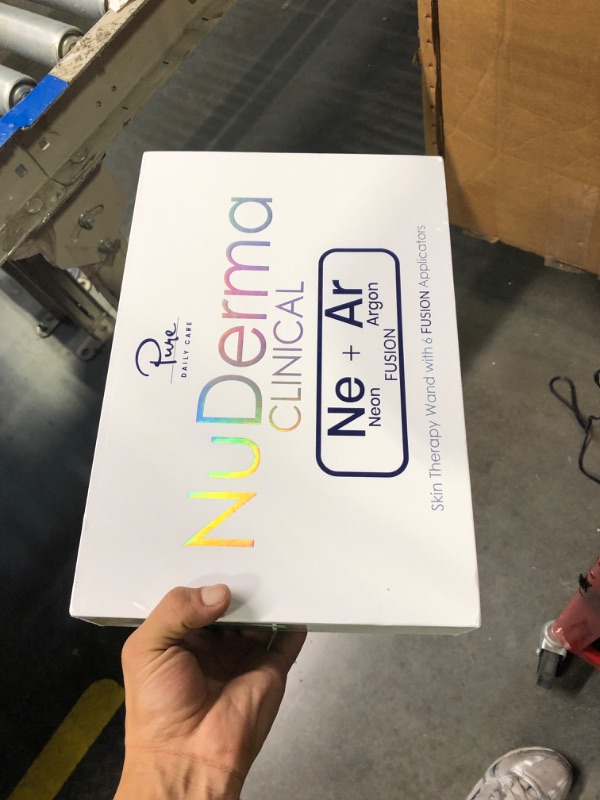 Pure
DAILY CARE
NuDerma
CLINICAL
Ne + Ar
Neon Argon
FUSION
Skin Therapy Wand with 6 FUSION Applicators